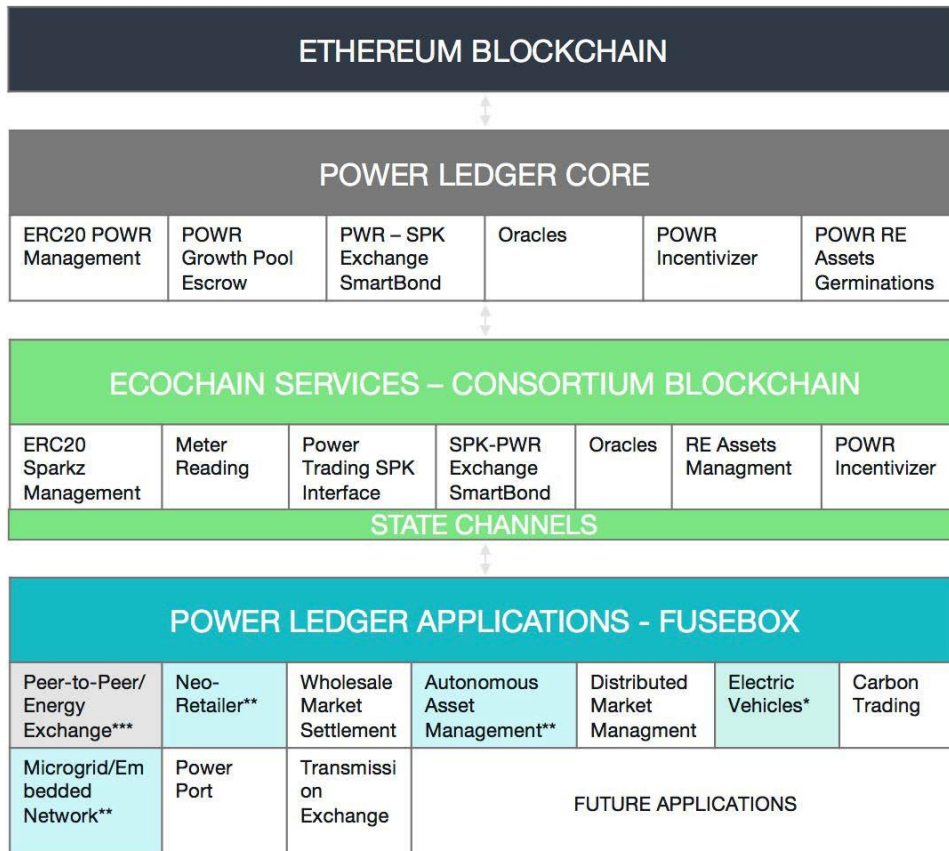 ETHEREUM BLOCKCHAIN
POWER LEDGER CORE
ERC20 POWR
Management
POWR
Growth Pool
Escrow
PWR – SPK
Exchange
SmartBond
Oracles
POWR
Incentivizer
POWR RE
Assets
Germinations
ECOCHAIN SERVICES – CONSORTIUM BLOCKCHAIN
ERC20
Sparkz
Management
Meter
Reading
Power
Trading SPK
Interface
SPK-PWR
Exchange
SmartBond
Oracles
RE Assets
Managment
POWR
Incentivizer
STATE CHANNELS
POWER LEDGER APPLICATIONS - FUSEBOX
Peer-to-Peer/
Energy
Exchange***
Neo-
Retailer**
Wholesale
Market
Settlement
Autonomous
Asset
Management**
Distributed
Market
Managment
Electric
Vehicles*
Carbon
Trading
Microgrid/Em
bedded
Network**
Power
Port
Transmissi
on
Exchange
FUTURE APPLICATIONS